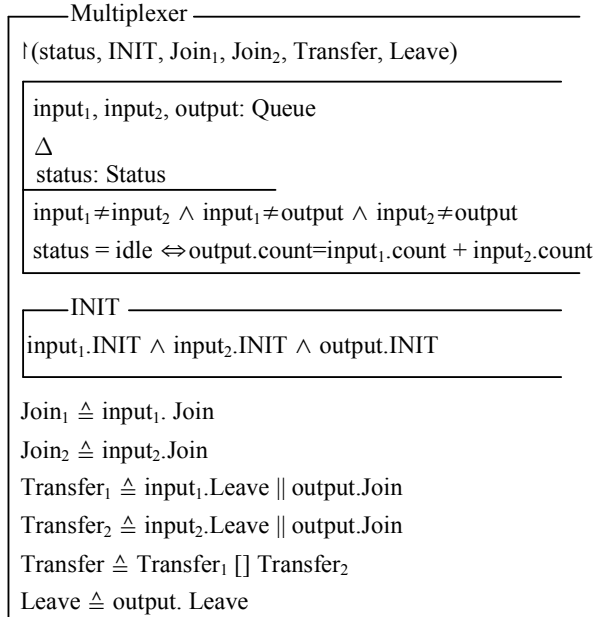 Multiplexer
↾(status, INIT, Join₁, Join₂, Transfer, Leave)
input₁, input₂, output: Queue
Δ
status: Status
input₁≠input₂ ∧ input₁≠output ∧ input₂≠output
status = idle ⇔output.count=input₁.count + input₂.count
INIT
input₁.INIT ∧ input₂.INIT ∧ output.INIT
Join₁ ≙ input₁. Join
Join₂ ≙ input₂.Join
Transfer₁ ≙ input₁.Leave || output.Join
Transfer₂ ≙ input₂.Leave || output.Join
Transfer ≙ Transfer₁ [] Transfer₂
Leave ≙ output. Leave